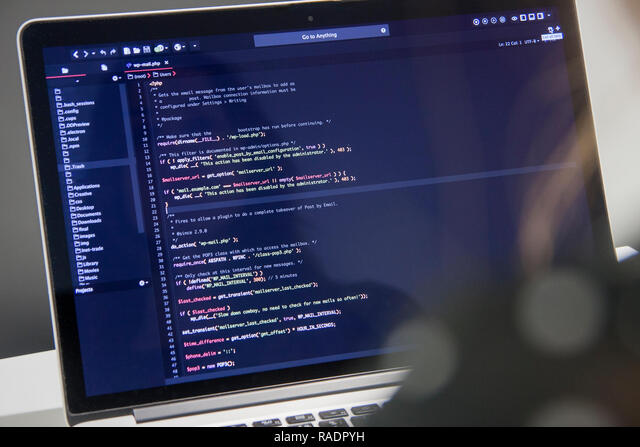 Go to Anything
wp-mail.php
Ln 22 Col 1
UTF-8
(root) > Users >
.bash_sessions
.config
.cups
.DDPreview
.electron
.local
.npm
.Trash
Applications
Creative
css
Desktop
Documents
Downloads
images
img
js
Library
Movies
Music
Projects
<?php
/**
* Gets the email message from the user's mailbox to add as
* a post. Mailbox connection information must be
* configured under Settings > Writing
*
* @package
*/
/** Make sure that the bootstrap has run before continuing. */
require(dirname(__FILE__) . '/wp-load.php');
/** This filter is documented in wp-admin/options.php */
if ( ! apply_filters( 'enable_post_by_email_configuration', true ) )
wp_die( __( 'This action has been disabled by the administrator.' ), 403 );
$mailserver_url = get_option( 'mailserver_url' );
if ( 'mail.example.com' === $mailserver_url || empty( $mailserver_url ) ) {
wp_die( __( 'This action has been disabled by the administrator.' ), 403 );
}
/**
* Fires to allow a plugin to do a complete takeover of Post by Email.
*
* @since 2.9.0
*/
do_action( 'wp-mail.php' );
/** Get the POP3 class with which to access the mailbox. */
require_once( ABSPATH . WPINC . '/class-pop3.php' );
/** Only check at this interval for new messages. */
if ( !defined('WP_MAIL_INTERVAL') )
define('WP_MAIL_INTERVAL', 300); // 5 minutes
$last_checked = get_transient('mailserver_last_checked');
if ( $last_checked )
wp_die(__('Slow down cowboy, no need to check for new mails so often!'));
set_transient('mailserver_last_checked', true, WP_MAIL_INTERVAL);
$time_difference = get_option('gmt_offset') * HOUR_IN_SECONDS;
$phone_delim = '::';
$pop3 = new POP3();
RADPYH